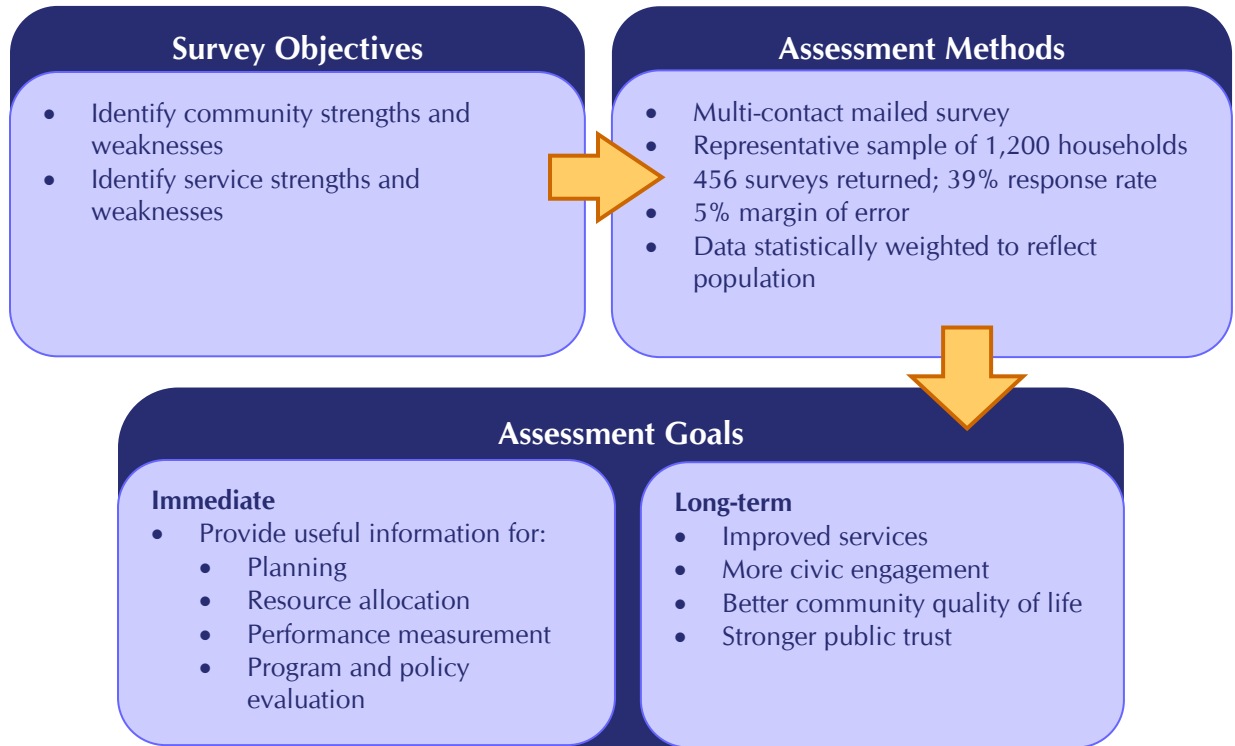 Survey Objectives
• Identify community strengths and
weaknesses
• Identify service strengths and
weaknesses
Assessment Methods
• Multi-contact mailed survey
• Representative sample of 1,200 households
• 456 surveys returned; 39% response rate
• 5% margin of error
• Data statistically weighted to reflect
population
Assessment Goals
Immediate
• Provide useful information for:
• Planning
• Resource allocation
• Performance measurement
• Program and policy
evaluation
Long-term
• Improved services
• More civic engagement
• Better community quality of life
• Stronger public trust